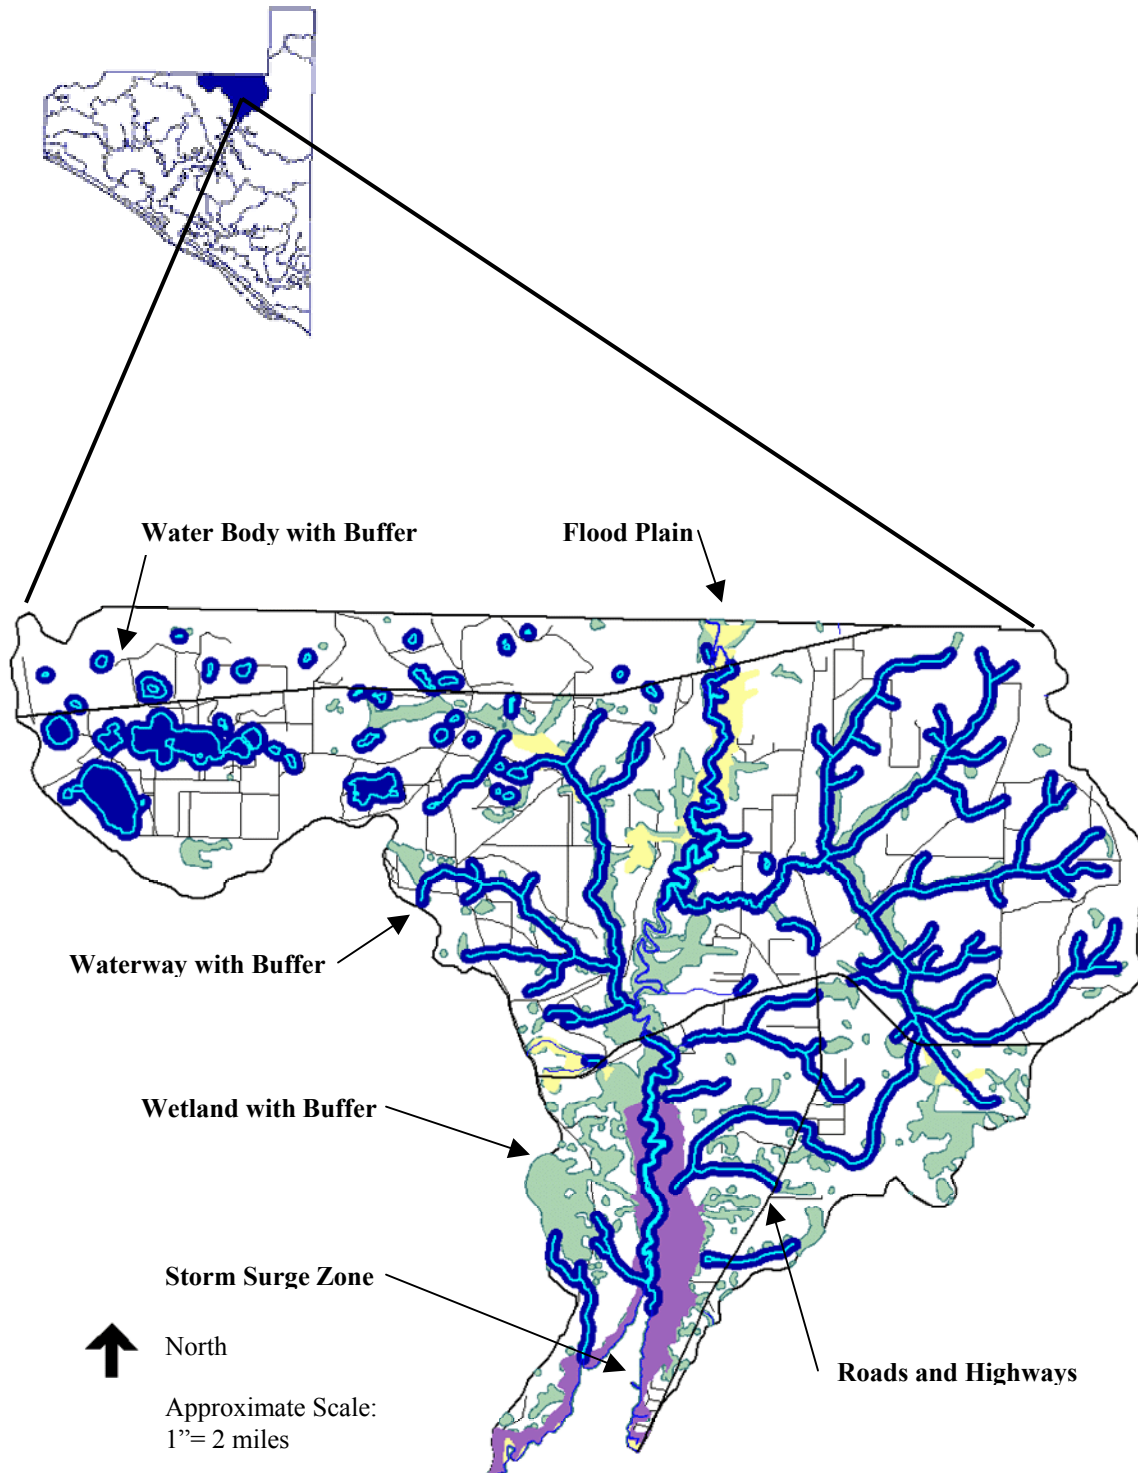 Water Body with Buffer
Flood Plain
Waterway with Buffer
Wetland with Buffer
Storm Surge Zone
North
Roads and Highways
Approximate Scale:
1”= 2 miles